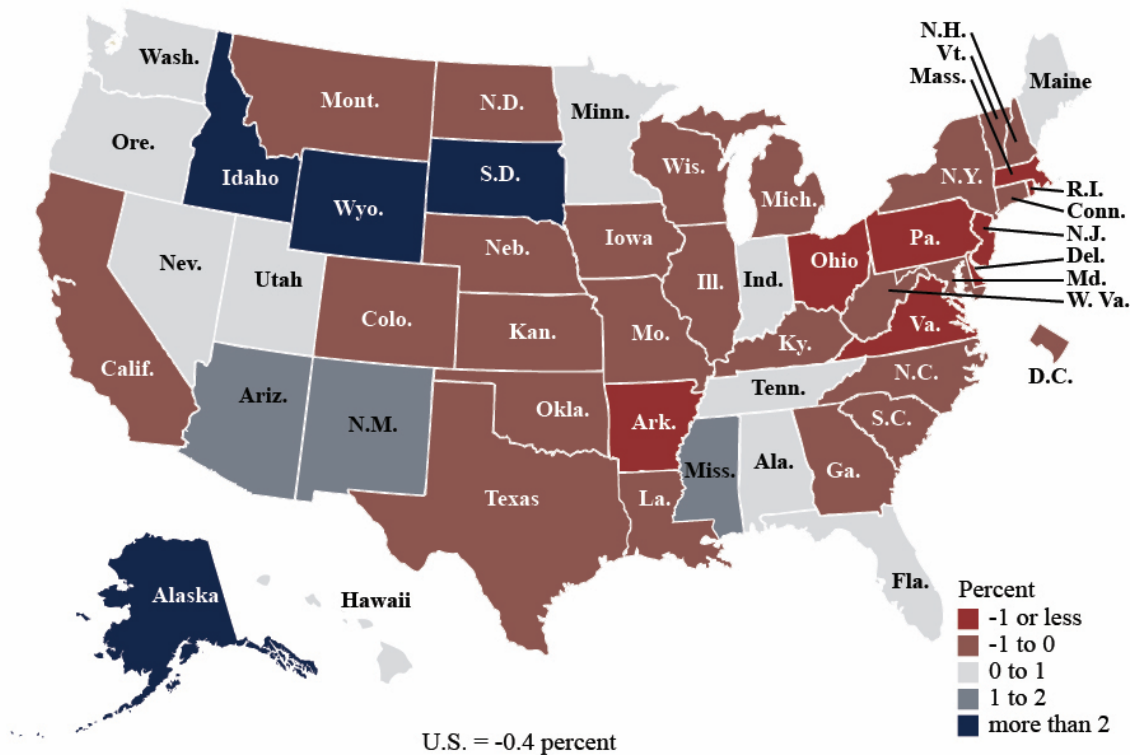 N.H.
Vt.
Mass.
Maine
Wash.
Mont.
N.D.
Minn.
Ore.
Idaho
S.D.
Wis.
N.Y.
R.I.
Conn.
N.J.
Del.
Md.
W. Va.
Wyo.
Mich.
Iowa
Pa.
Ohio
Neb.
Nev.
Utah
Ill.
Ind.
Colo.
Kan.
Mo.
Ky.
Va.
D.C.
Calif.
Ariz.
N.M.
Okla.
Ark.
Tenn.
N.C.
S.C.
Miss.
Ala.
Ga.
Texas
La.
Alaska
Hawaii
Fla.
Percent
-1 or less
-1 to 0
0 to 1
1 to 2
more than 2
U.S. = -0.4 percent